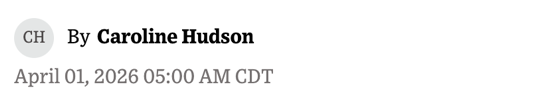 CH By Caroline Hudson
April 01, 2026 05:00 AM CDT